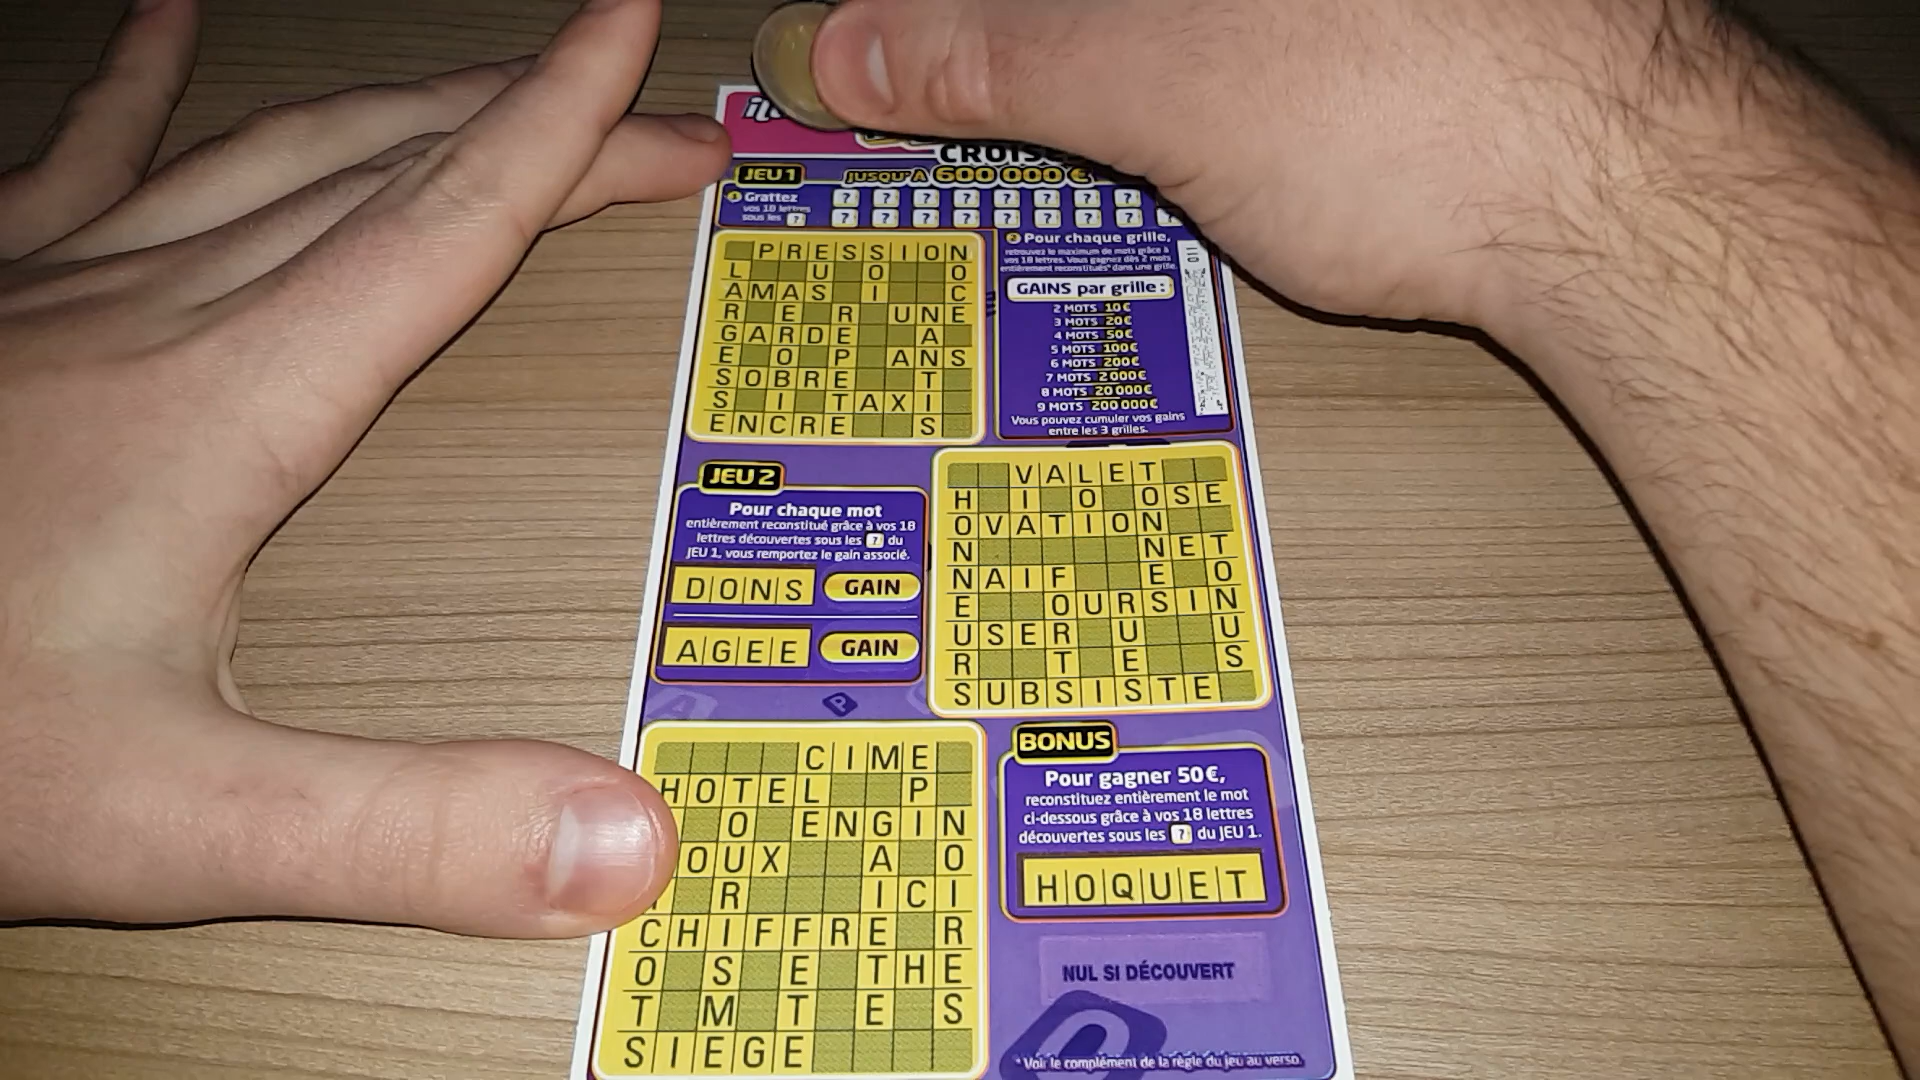 CROISÉS
JEU 1
JUSQU'À 600 000 €
1 Grattez
vos 18 lettres
sous les ?
? ? ? ? ? ? ? ?
? ? ? ? ? ? ? ? ?
PRESSION
L U O O
AMAS I C
R E R UNE
GARDE A
E O P ANS
SOBRE T
S I TAXI
ENCRE S
2 Pour chaque grille,
retrouvez le maximum de mots grâce à
vos 18 lettres. Vous gagnez dès 2 mots
entièrement reconstitués* dans une grille.
GAINS par grille :
2 MOTS 10 €
3 MOTS 20 €
4 MOTS 50 €
5 MOTS 100 €
6 MOTS 200 €
7 MOTS 2 000 €
8 MOTS 20 000 €
9 MOTS 200 000 €
Vous pouvez cumuler vos gains
entre les 3 grilles.
011
JEU 2
Pour chaque mot
entièrement reconstitué grâce à vos 18
lettres découvertes sous les ? du
JEU 1, vous remportez le gain associé.
DONS GAIN
AGEE GAIN
VALET
H I O OSE
OVATION
N NET
NAIF E O
E OURSIN
USER U U
R T E S
SUBSISTE
CIME
HOTEL P
O ENGIN
OUX A O
R ICI
CHIFFRE R
O S E THE
T M T E S
SIEGE
BONUS
Pour gagner 50 €,
reconstituez entièrement le mot
ci-dessous grâce à vos 18 lettres
découvertes sous les ? du JEU 1.
HOQUET
NUL SI DÉCOUVERT
* Voir le complément de la règle du jeu au verso.